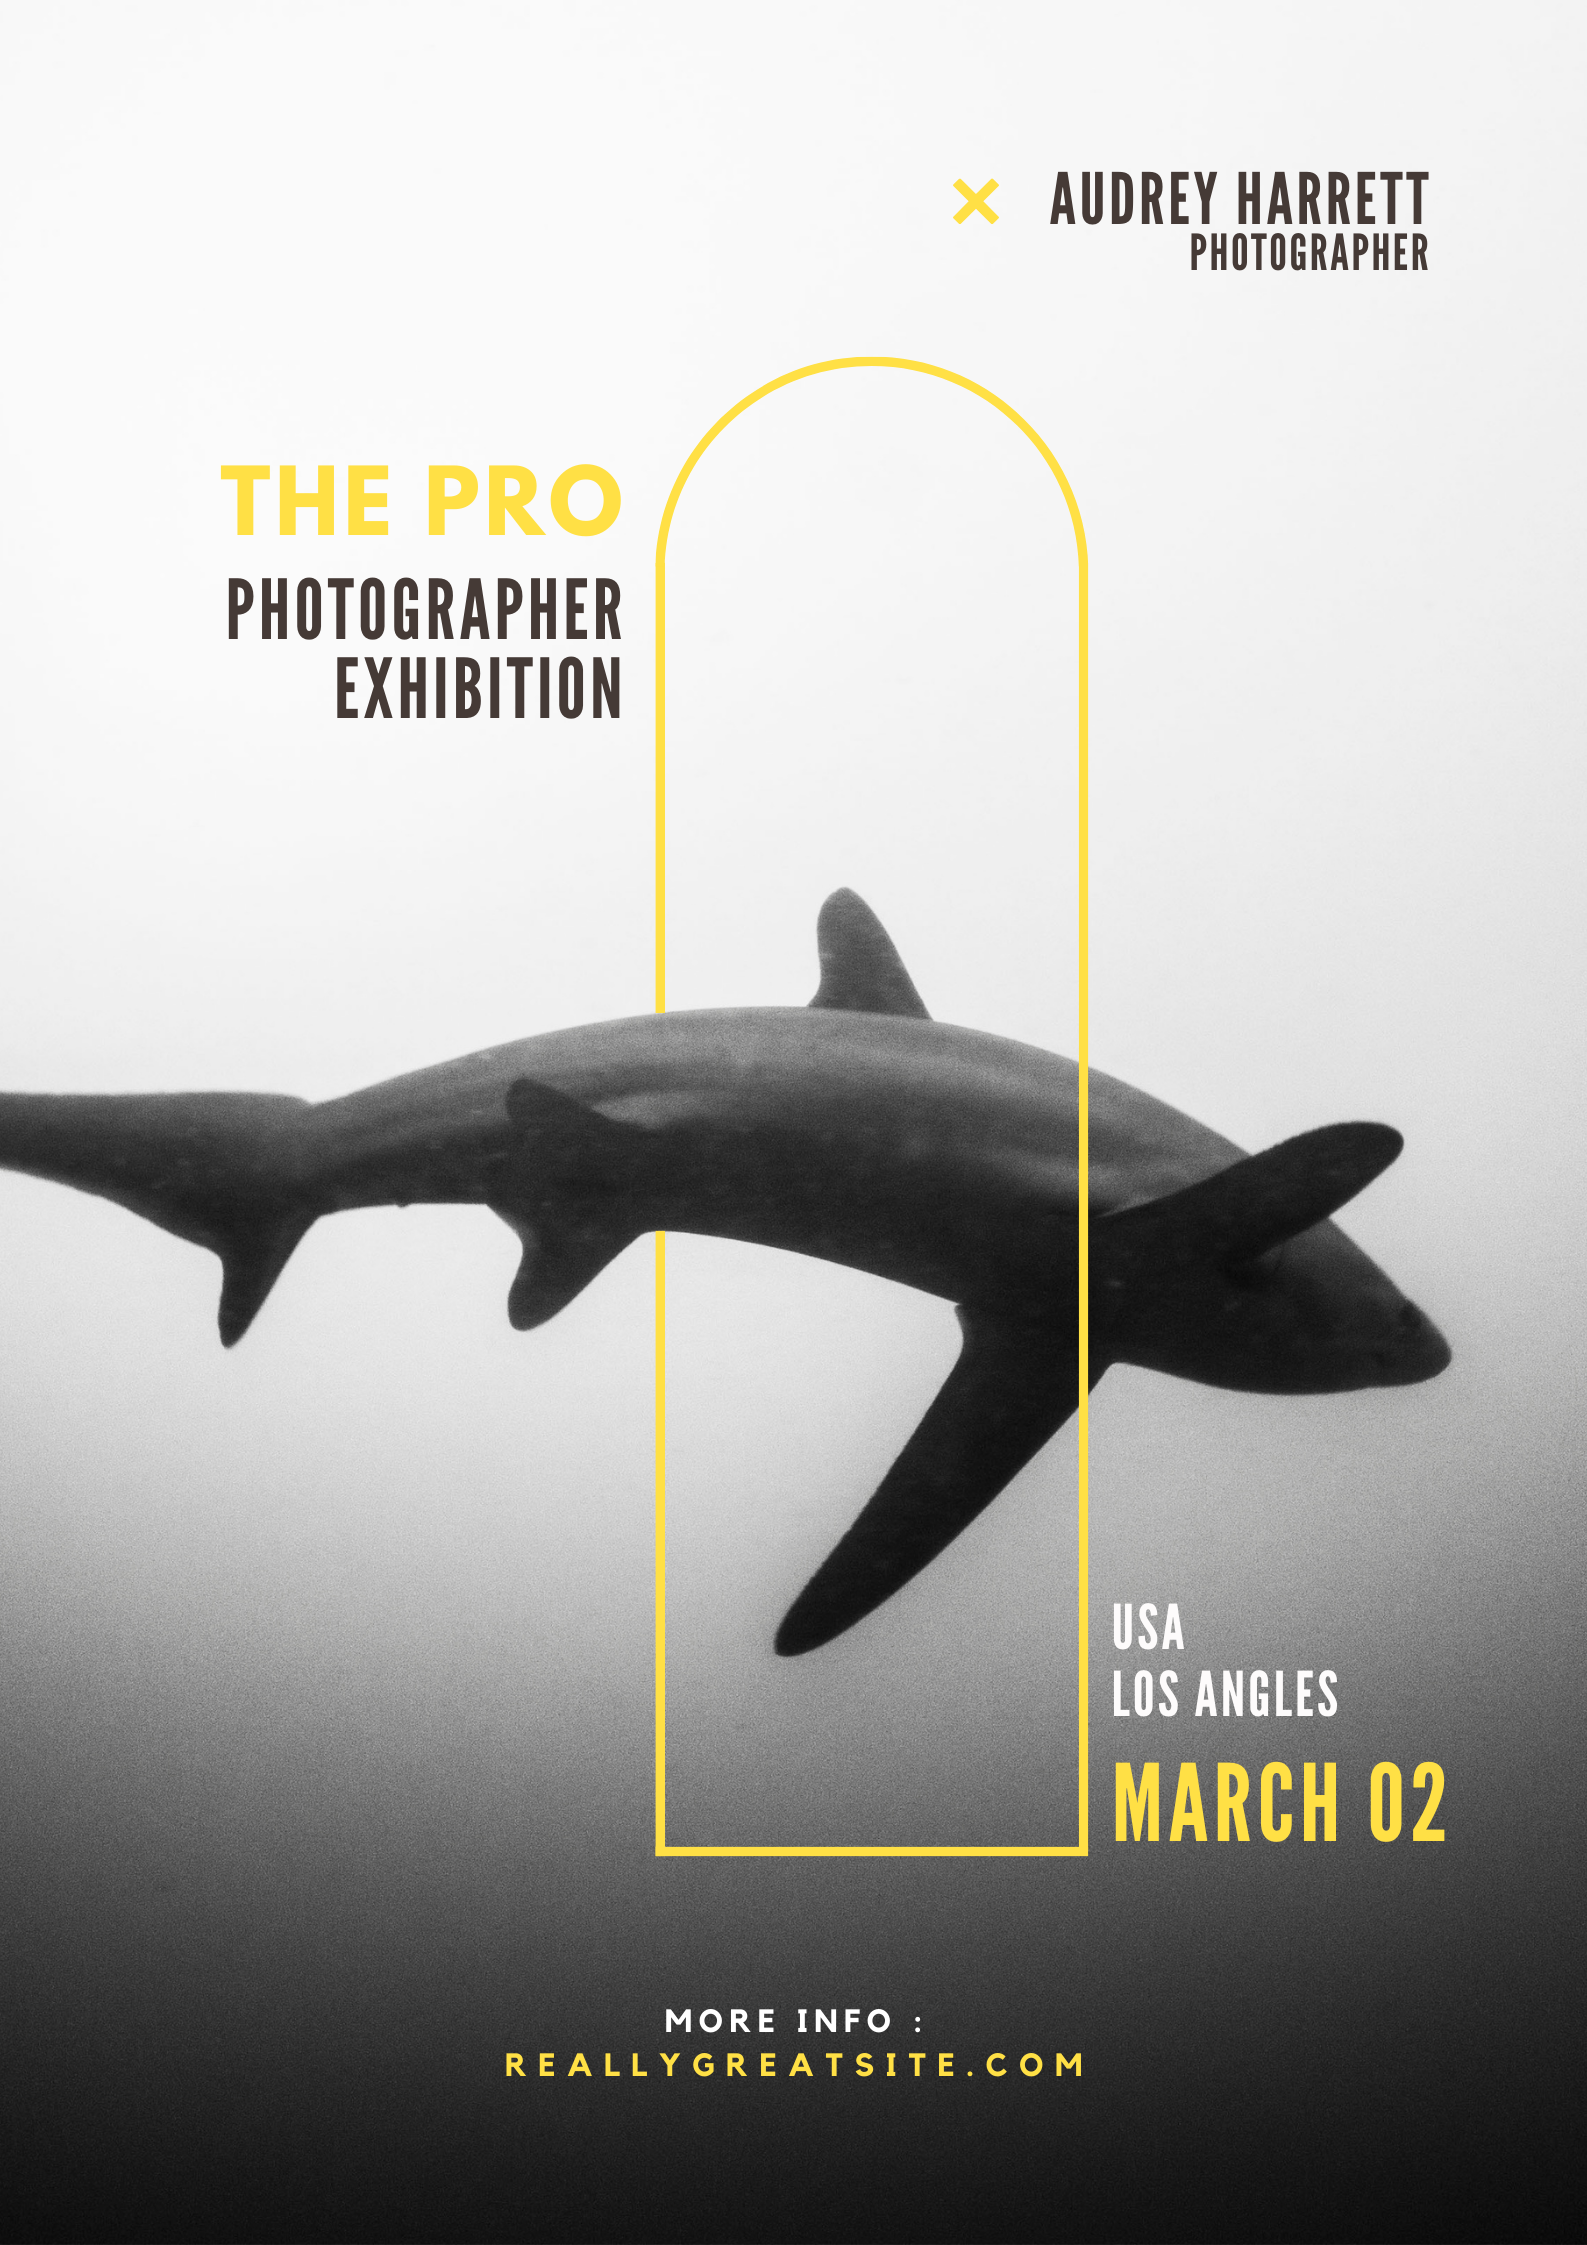 AUDREY HARRETT
PHOTOGRAPHER
THE PRO
PHOTOGRAPHER
EXHIBITION
USA
LOS ANGLES
MARCH 02
MORE INFO :
REALLYGREATSITE.COM